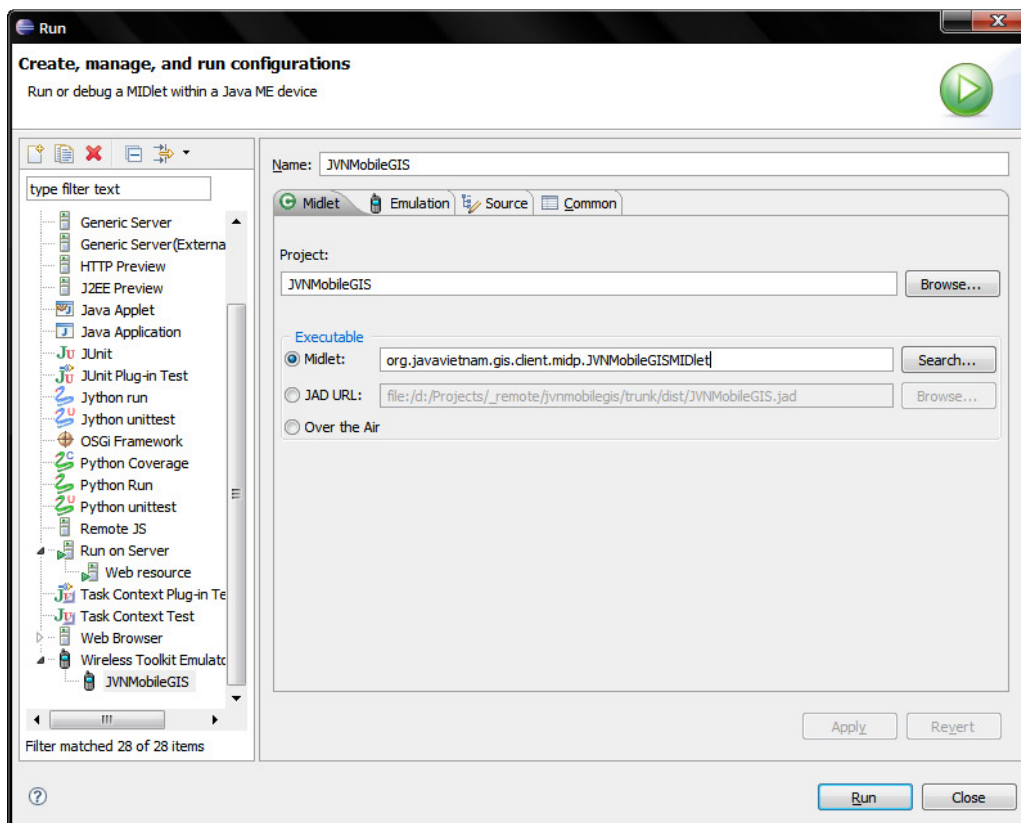 Run
Create, manage, and run configurations
Run or debug a MIDlet within a Java ME device
type filter text
Generic Server
Generic Server(Externa
HTTP Preview
J2EE Preview
Java Applet
Java Application
JUnit
JUnit Plug-in Test
Jython run
Jython unittest
OSGi Framework
Python Coverage
Python Run
Python unittest
Remote JS
Run on Server
Web resource
Task Context Plug-in Te
Task Context Test
Web Browser
Wireless Toolkit Emulato
JVNMobileGIS
Filter matched 28 of 28 items
Name: JVNMobileGIS
Midlet Emulation Source Common
Project:
JVNMobileGIS Browse...
Executable
Midlet: org.javavietnam.gis.client.midp.JVNMobileGISMIDlet Search...
JAD URL: file:/d:/Projects/_remote/jvnmobilegis/trunk/dist/JVNMobileGIS.jad Browse...
Over the Air
Apply Revert
Run Close